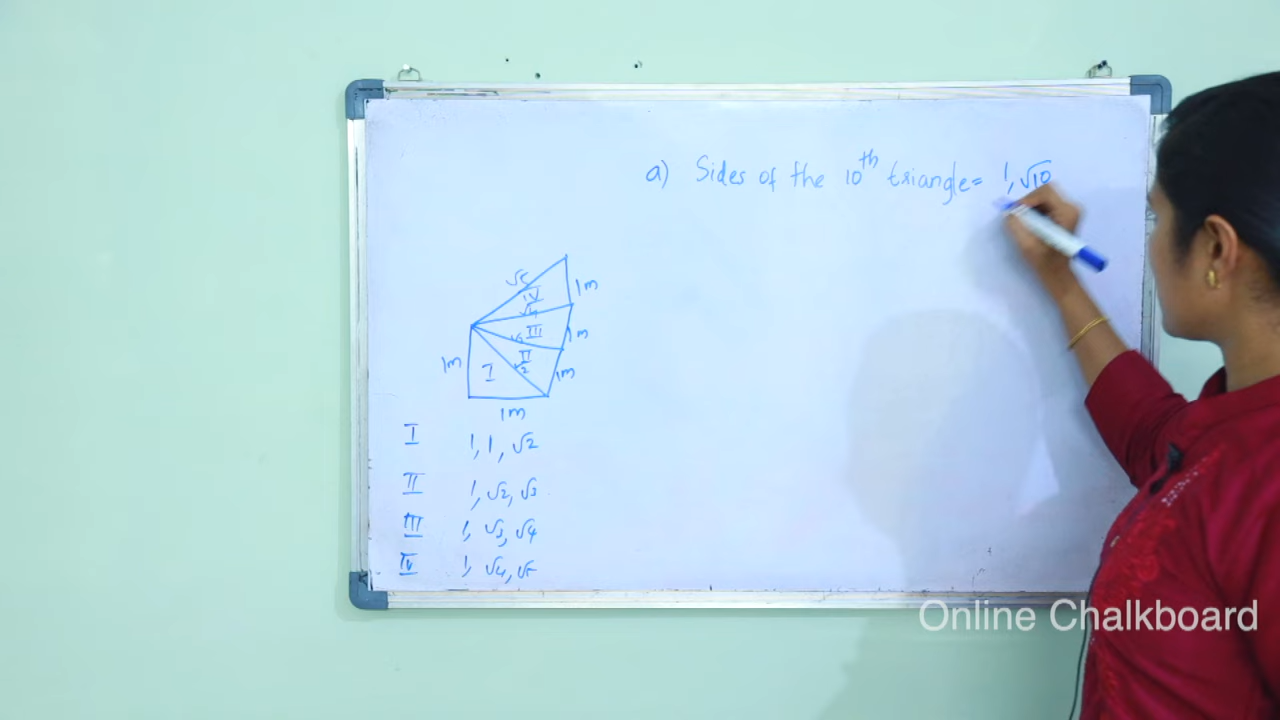 a) Sides of the 10th triangle= 1, √10
√5
IV
1m
√4
III
1m
√3
II
1m
√2
I
1m
1m
I 1, 1, √2
II 1, √2, √3
III 1, √3, √4
IV 1, √4, √5
Online Chalkboard